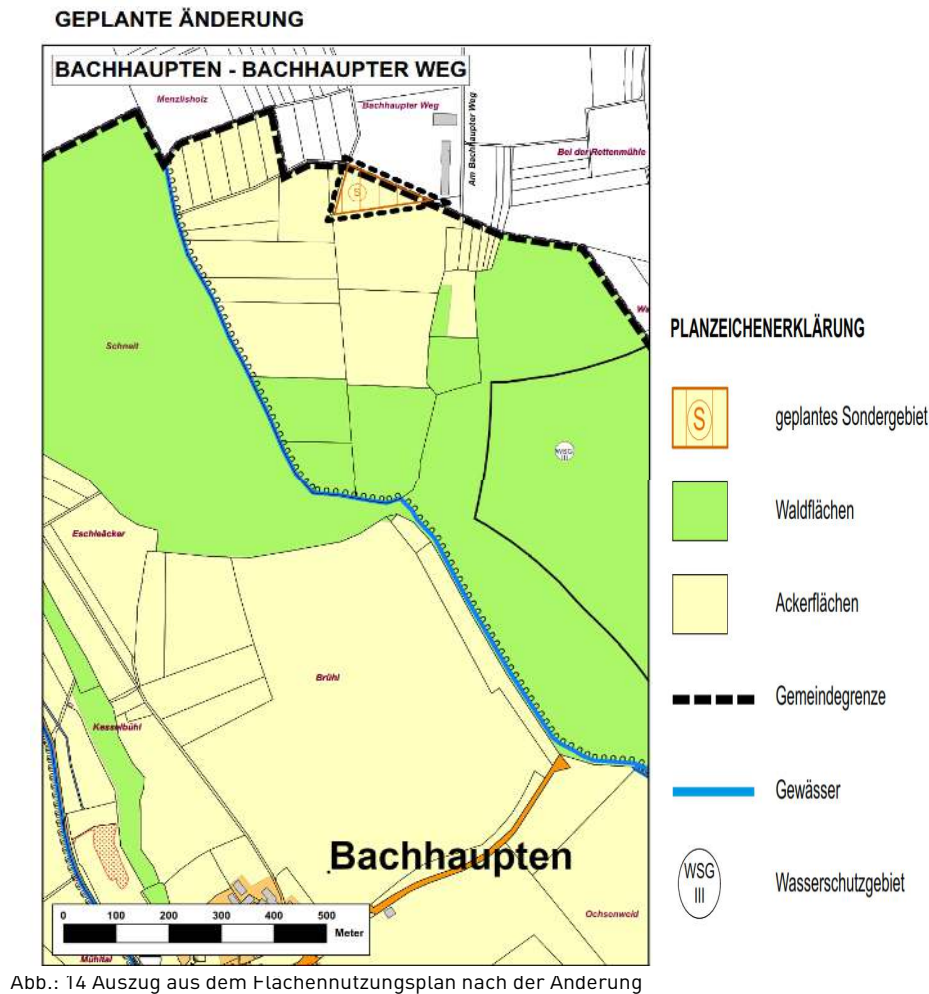 GEPLANTE ÄNDERUNG
BACHHAUPTEN - BACHHAUPTER WEG
Menzlisholz
Bachhaupter Weg
Am Bachhaupter Weg
Bei der Rettenmühle
S
Schneit
WSG
III
Eschleäcker
Brühl
Kesselbühl
Bachhaupten
Ochsenweid
0 100 200 300 400 500
Meter
Mühltal
PLANZEICHENERKLÄRUNG
S geplantes Sondergebiet
Waldflächen
Ackerflächen
Gemeindegrenze
Gewässer
WSG
III
Wasserschutzgebiet
Abb.: 14 Auszug aus dem Flächennutzungsplan nach der Änderung